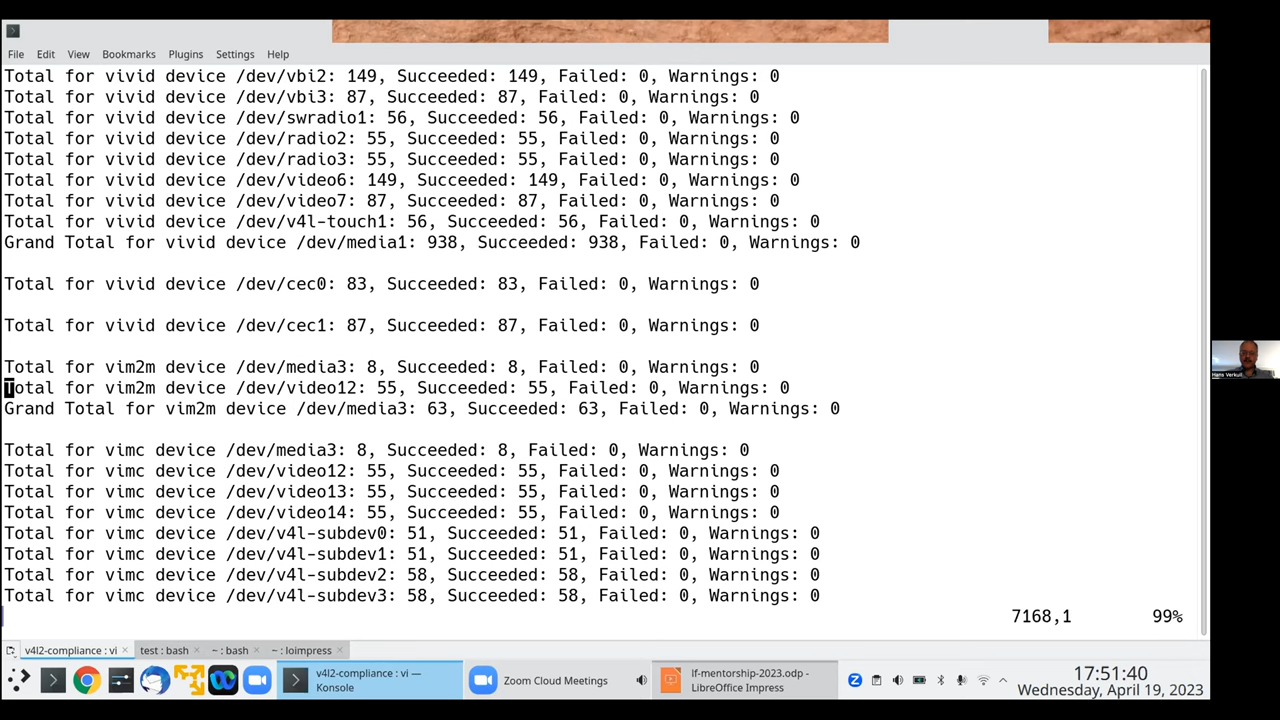 File Edit View Bookmarks Plugins Settings Help
Total for vivid device /dev/vbi2: 149, Succeeded: 149, Failed: 0, Warnings: 0
Total for vivid device /dev/vbi3: 87, Succeeded: 87, Failed: 0, Warnings: 0
Total for vivid device /dev/swradio1: 56, Succeeded: 56, Failed: 0, Warnings: 0
Total for vivid device /dev/radio2: 55, Succeeded: 55, Failed: 0, Warnings: 0
Total for vivid device /dev/radio3: 55, Succeeded: 55, Failed: 0, Warnings: 0
Total for vivid device /dev/video6: 149, Succeeded: 149, Failed: 0, Warnings: 0
Total for vivid device /dev/video7: 87, Succeeded: 87, Failed: 0, Warnings: 0
Total for vivid device /dev/v4l-touch1: 56, Succeeded: 56, Failed: 0, Warnings: 0
Grand Total for vivid device /dev/media1: 938, Succeeded: 938, Failed: 0, Warnings: 0
Total for vivid device /dev/cec0: 83, Succeeded: 83, Failed: 0, Warnings: 0
Total for vivid device /dev/cec1: 87, Succeeded: 87, Failed: 0, Warnings: 0
Total for vim2m device /dev/media3: 8, Succeeded: 8, Failed: 0, Warnings: 0
Total for vim2m device /dev/video12: 55, Succeeded: 55, Failed: 0, Warnings: 0
Grand Total for vim2m device /dev/media3: 63, Succeeded: 63, Failed: 0, Warnings: 0
Total for vimc device /dev/media3: 8, Succeeded: 8, Failed: 0, Warnings: 0
Total for vimc device /dev/video12: 55, Succeeded: 55, Failed: 0, Warnings: 0
Total for vimc device /dev/video13: 55, Succeeded: 55, Failed: 0, Warnings: 0
Total for vimc device /dev/video14: 55, Succeeded: 55, Failed: 0, Warnings: 0
Total for vimc device /dev/v4l-subdev0: 51, Succeeded: 51, Failed: 0, Warnings: 0
Total for vimc device /dev/v4l-subdev1: 51, Succeeded: 51, Failed: 0, Warnings: 0
Total for vimc device /dev/v4l-subdev2: 58, Succeeded: 58, Failed: 0, Warnings: 0
Total for vimc device /dev/v4l-subdev3: 58, Succeeded: 58, Failed: 0, Warnings: 0
7168,1 99%
v4l2-compliance : vi test : bash ~ : bash ~ : loimpress
v4l2-compliance : vi —
Konsole
Zoom Cloud Meetings
lf-mentorship-2023.odp -
LibreOffice Impress
17:51:40
Wednesday, April 19, 2023
Hans Verkuil